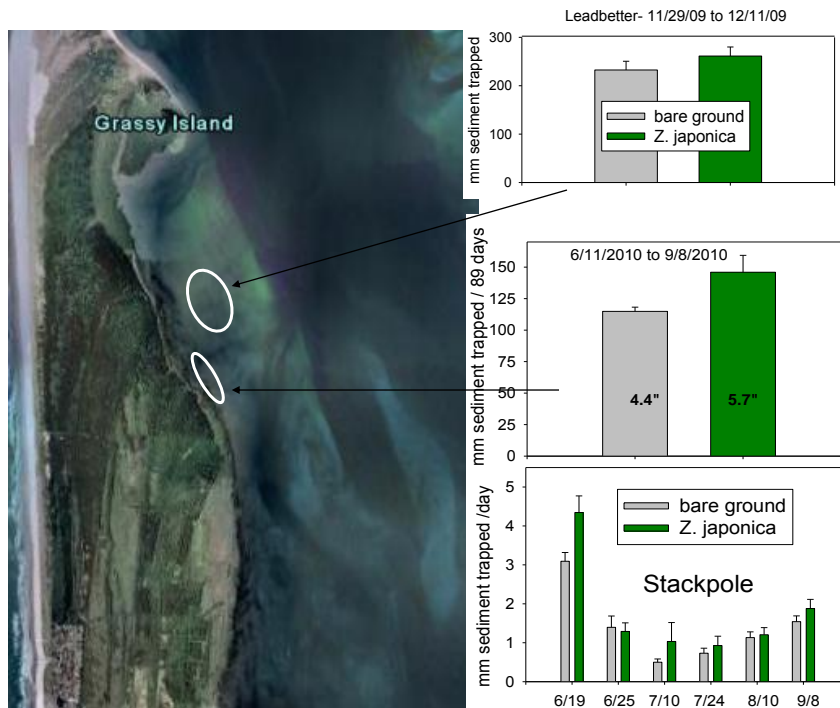 Grassy Island
Leadbetter- 11/29/09 to 12/11/09
mm sediment trapped
300
200
100
0
bare ground
Z. japonica
6/11/2010 to 9/8/2010
mm sediment trapped / 89 days
150
125
100
75
50
25
0
4.4" 5.7"
mm sediment trapped /day
5
4
3
2
1
0
bare ground
Z. japonica
Stackpole
6/19 6/25 7/10 7/24 8/10 9/8